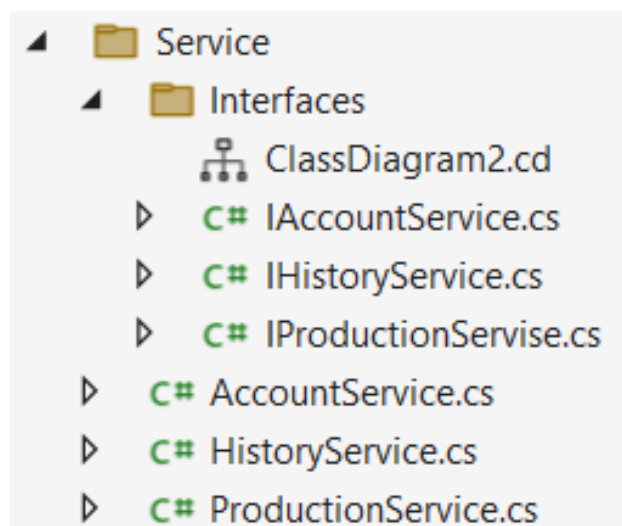 Service
Interfaces
ClassDiagram2.cd
C# IAccountService.cs
C# IHistoryService.cs
C# IProductionServise.cs
C# AccountService.cs
C# HistoryService.cs
C# ProductionService.cs